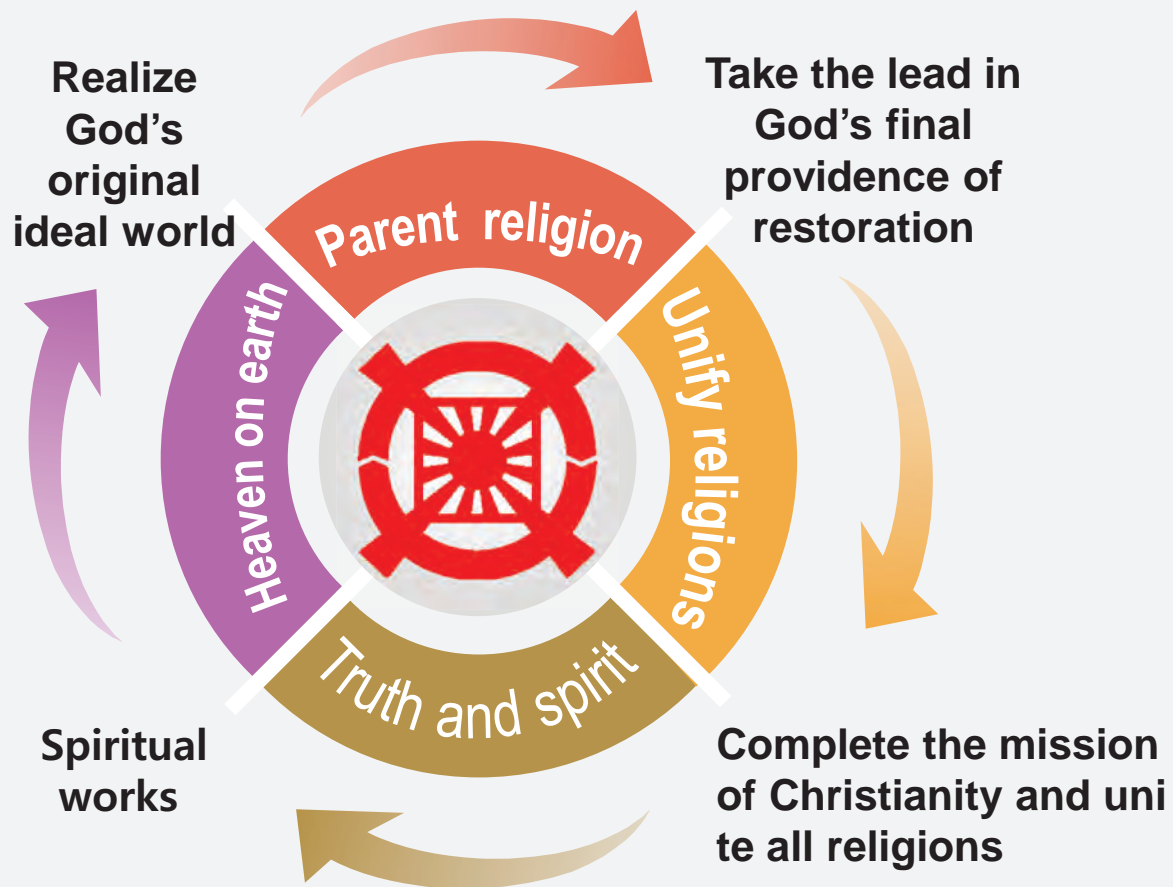 Realize
God's
original
ideal world
Take the lead in
God's final
providence of
restoration
Parent religion
Unify religions
Heaven on earth
Truth and spirit
Spiritual
works
Complete the mission
of Christianity and uni
te all religions